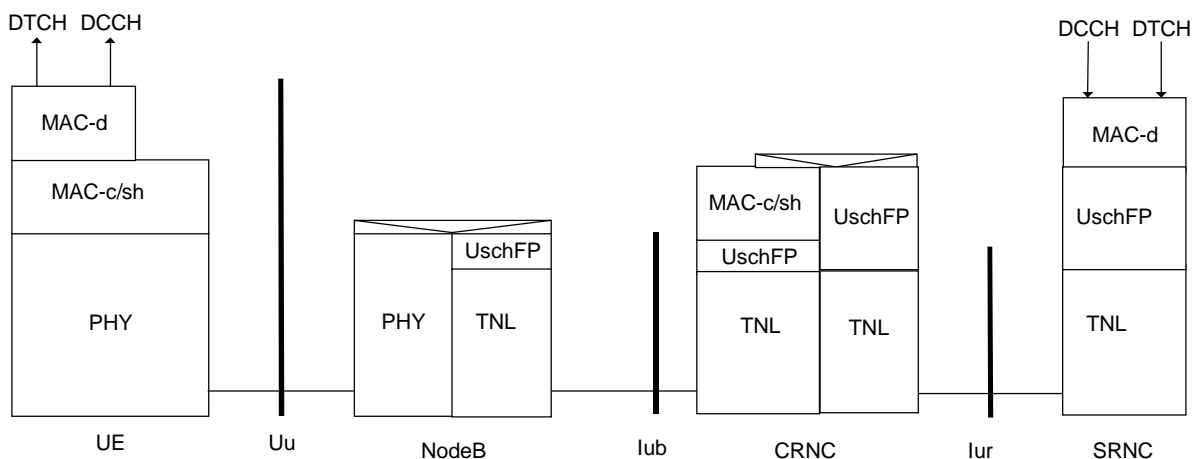 DTCH DCCH
DCCH DTCH
MAC-d
MAC-d
MAC-c/sh
MAC-c/sh
UschFP
UschFP
UschFP
UschFP
PHY
PHY
TNL
TNL
TNL
TNL
UE
Uu
NodeB
Iub
CRNC
Iur
SRNC